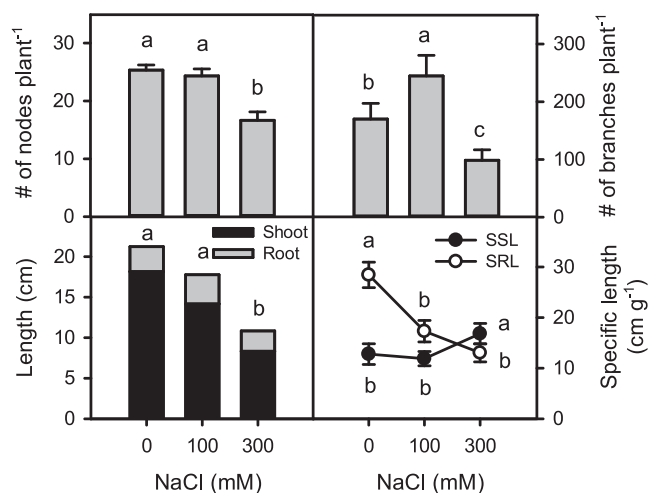 # of nodes plant-1
30
20
10
0
a
a
b
b
a
c
300
200
100
0
# of branches plant-1
Length (cm)
20
15
10
5
0
Shoot
Root
a
a
b
0
100
300
NaCl (mM)
SSL
SRL
a
b
b
b
b
a
30
20
10
0
Specific length
(cm g-1)
0
100
300
NaCl (mM)